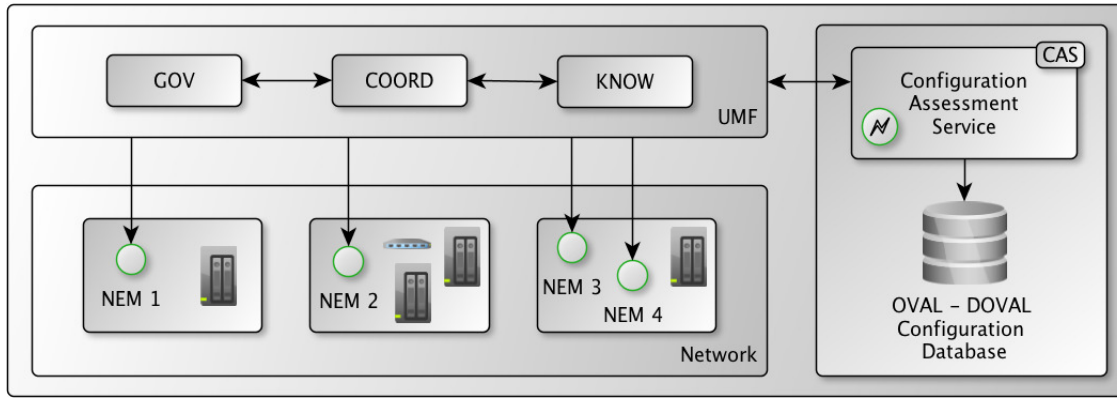 GOV
COORD
KNOW
UMF
CAS
Configuration
Assessment
Service
NEM 1
NEM 2
NEM 3
NEM 4
Network
OVAL – DOVAL
Configuration
Database